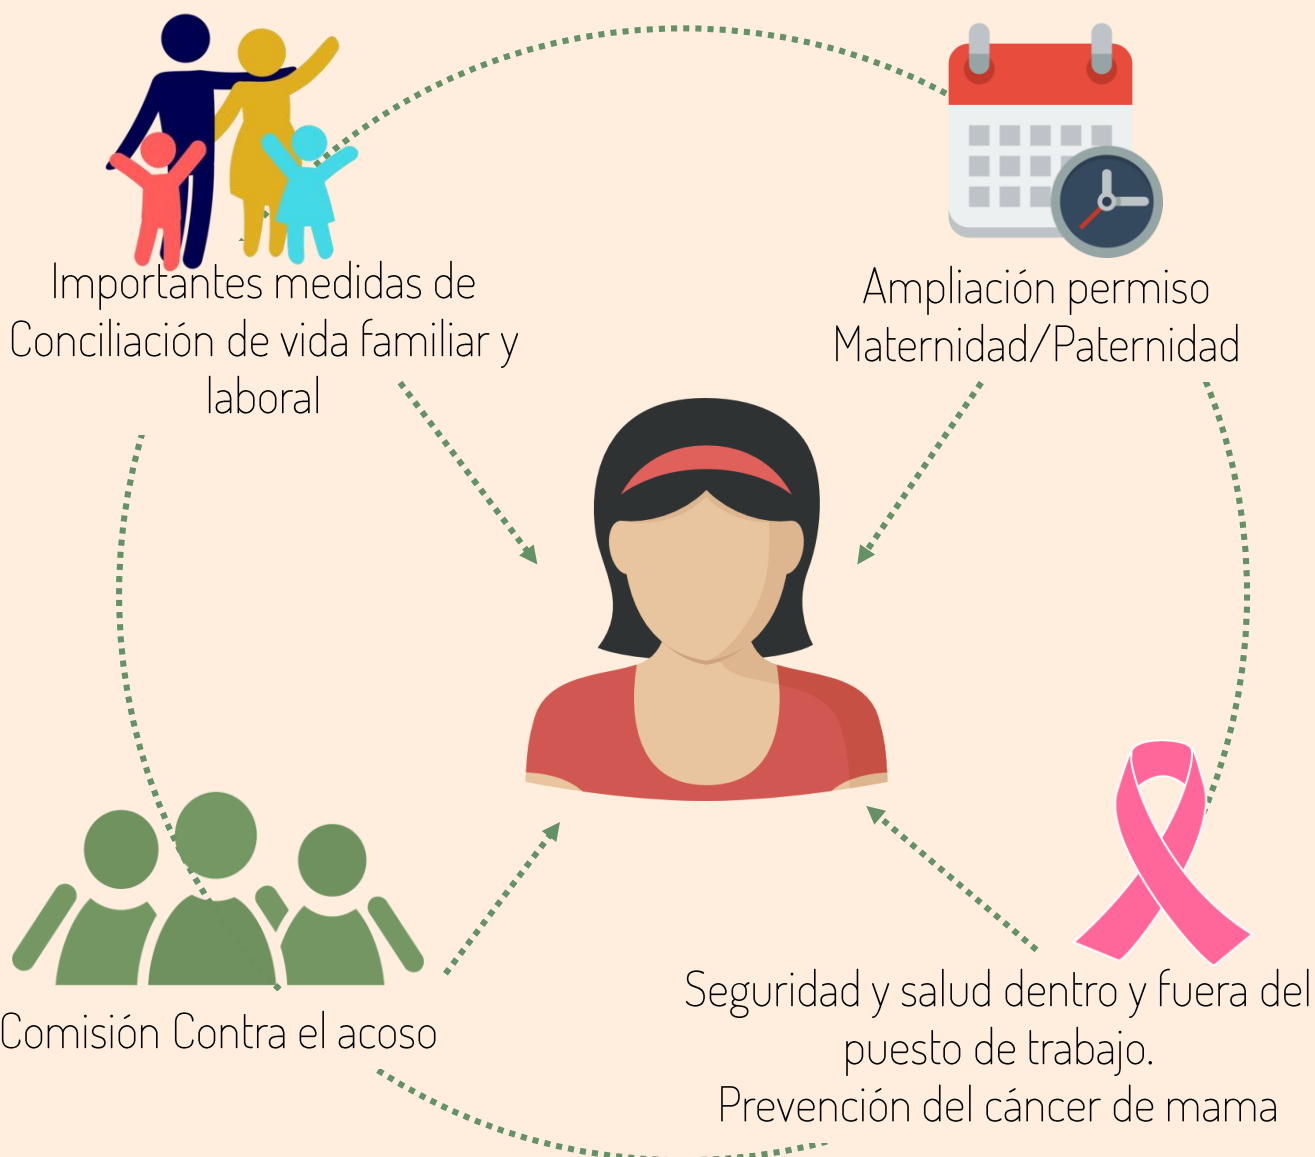 Importantes medidas de
Conciliación de vida familiar y
laboral
Ampliación permiso
Maternidad/Paternidad
Comisión Contra el acoso
Seguridad y salud dentro y fuera del
puesto de trabajo.
Prevención del cáncer de mama